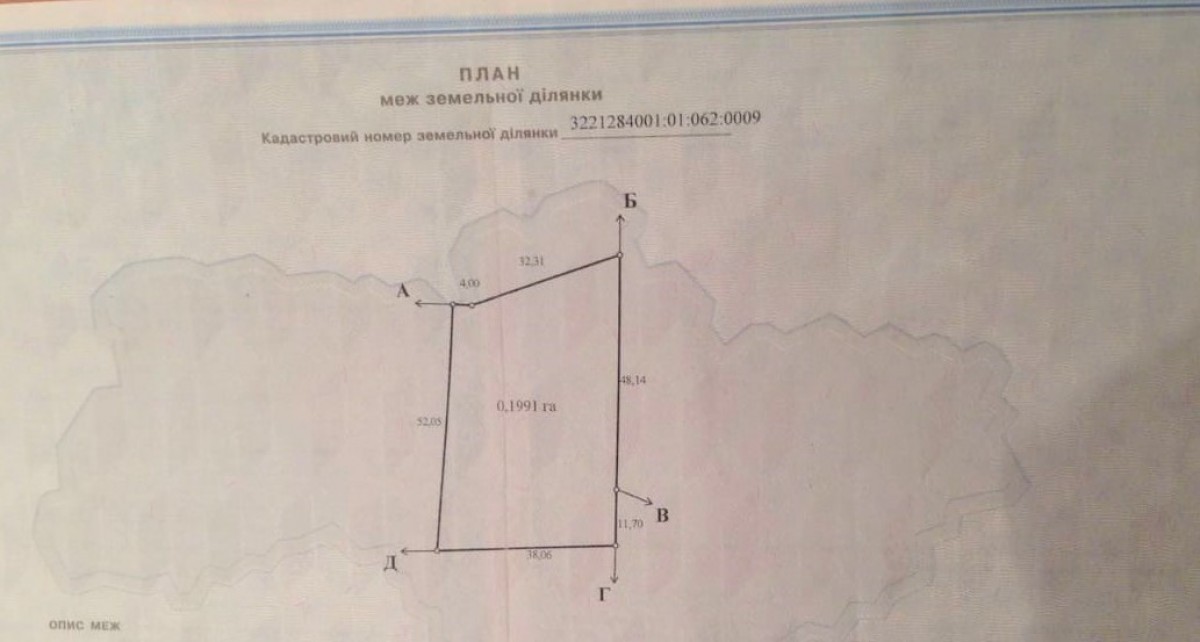 ПЛАН
меж земельної ділянки
Кадастровий номер земельної ділянки 3221284001:01:062:0009
Б
32,31
4,00
А
48,14
0,1991 га
52,05
В
11,70
38,06
Д
Г
ОПИС МЕЖ